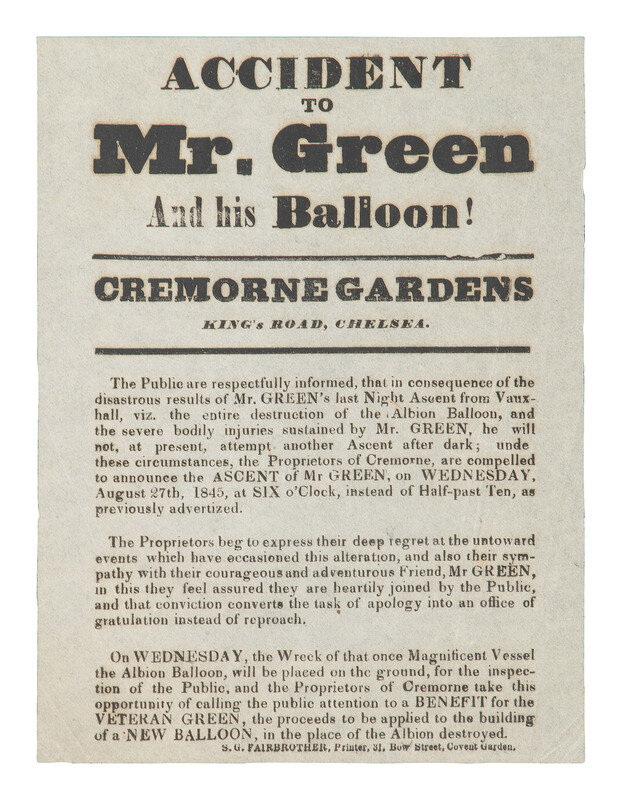 ACCIDENT
TO
Mr. Green
And his Balloon!
CREMORNE GARDENS
KING's ROAD, CHELSEA.
The Public are respectfully informed, that in consequence of the
disastrous results of Mr. GREEN's last Night Ascent from Vaux-
hall, viz. the entire destruction of the Albion Balloon, and
the severe bodily injuries sustained by Mr. GREEN, he will
not, at present, attempt another Ascent after dark; unde
these circumstances, the Proprietors of Cremorne, are compelled
to announce the ASCENT of Mr GREEN, on WEDNESDAY,
August 27th, 1845, at SIX o'Clock, instead of Half-past Ten, as
previously advertized.
The Proprietors beg to express their deep regret at the untoward
events which have occasioned this alteration, and also their sym-
pathy with their courageous and adventurous Friend, Mr GREEN,
in this they feel assured they are heartily joined by the Public,
and that conviction converts the task of apology into an office of
gratulation instead of reproach.
On WEDNESDAY, the Wreck of that once Magnificent Vessel
the Albion Balloon, will be placed on the ground, for the inspec-
tion of the Public, and the Proprietors of Cremorne take this
opportunity of calling the public attention to a BENEFIT for the
VETERAN GREEN, the proceeds to be applied to the building
of a NEW BALLOON, in the place of the Albion destroyed.
S. G. FAIRBROTHER, Printer, 31, Bow Street, Covent Garden.